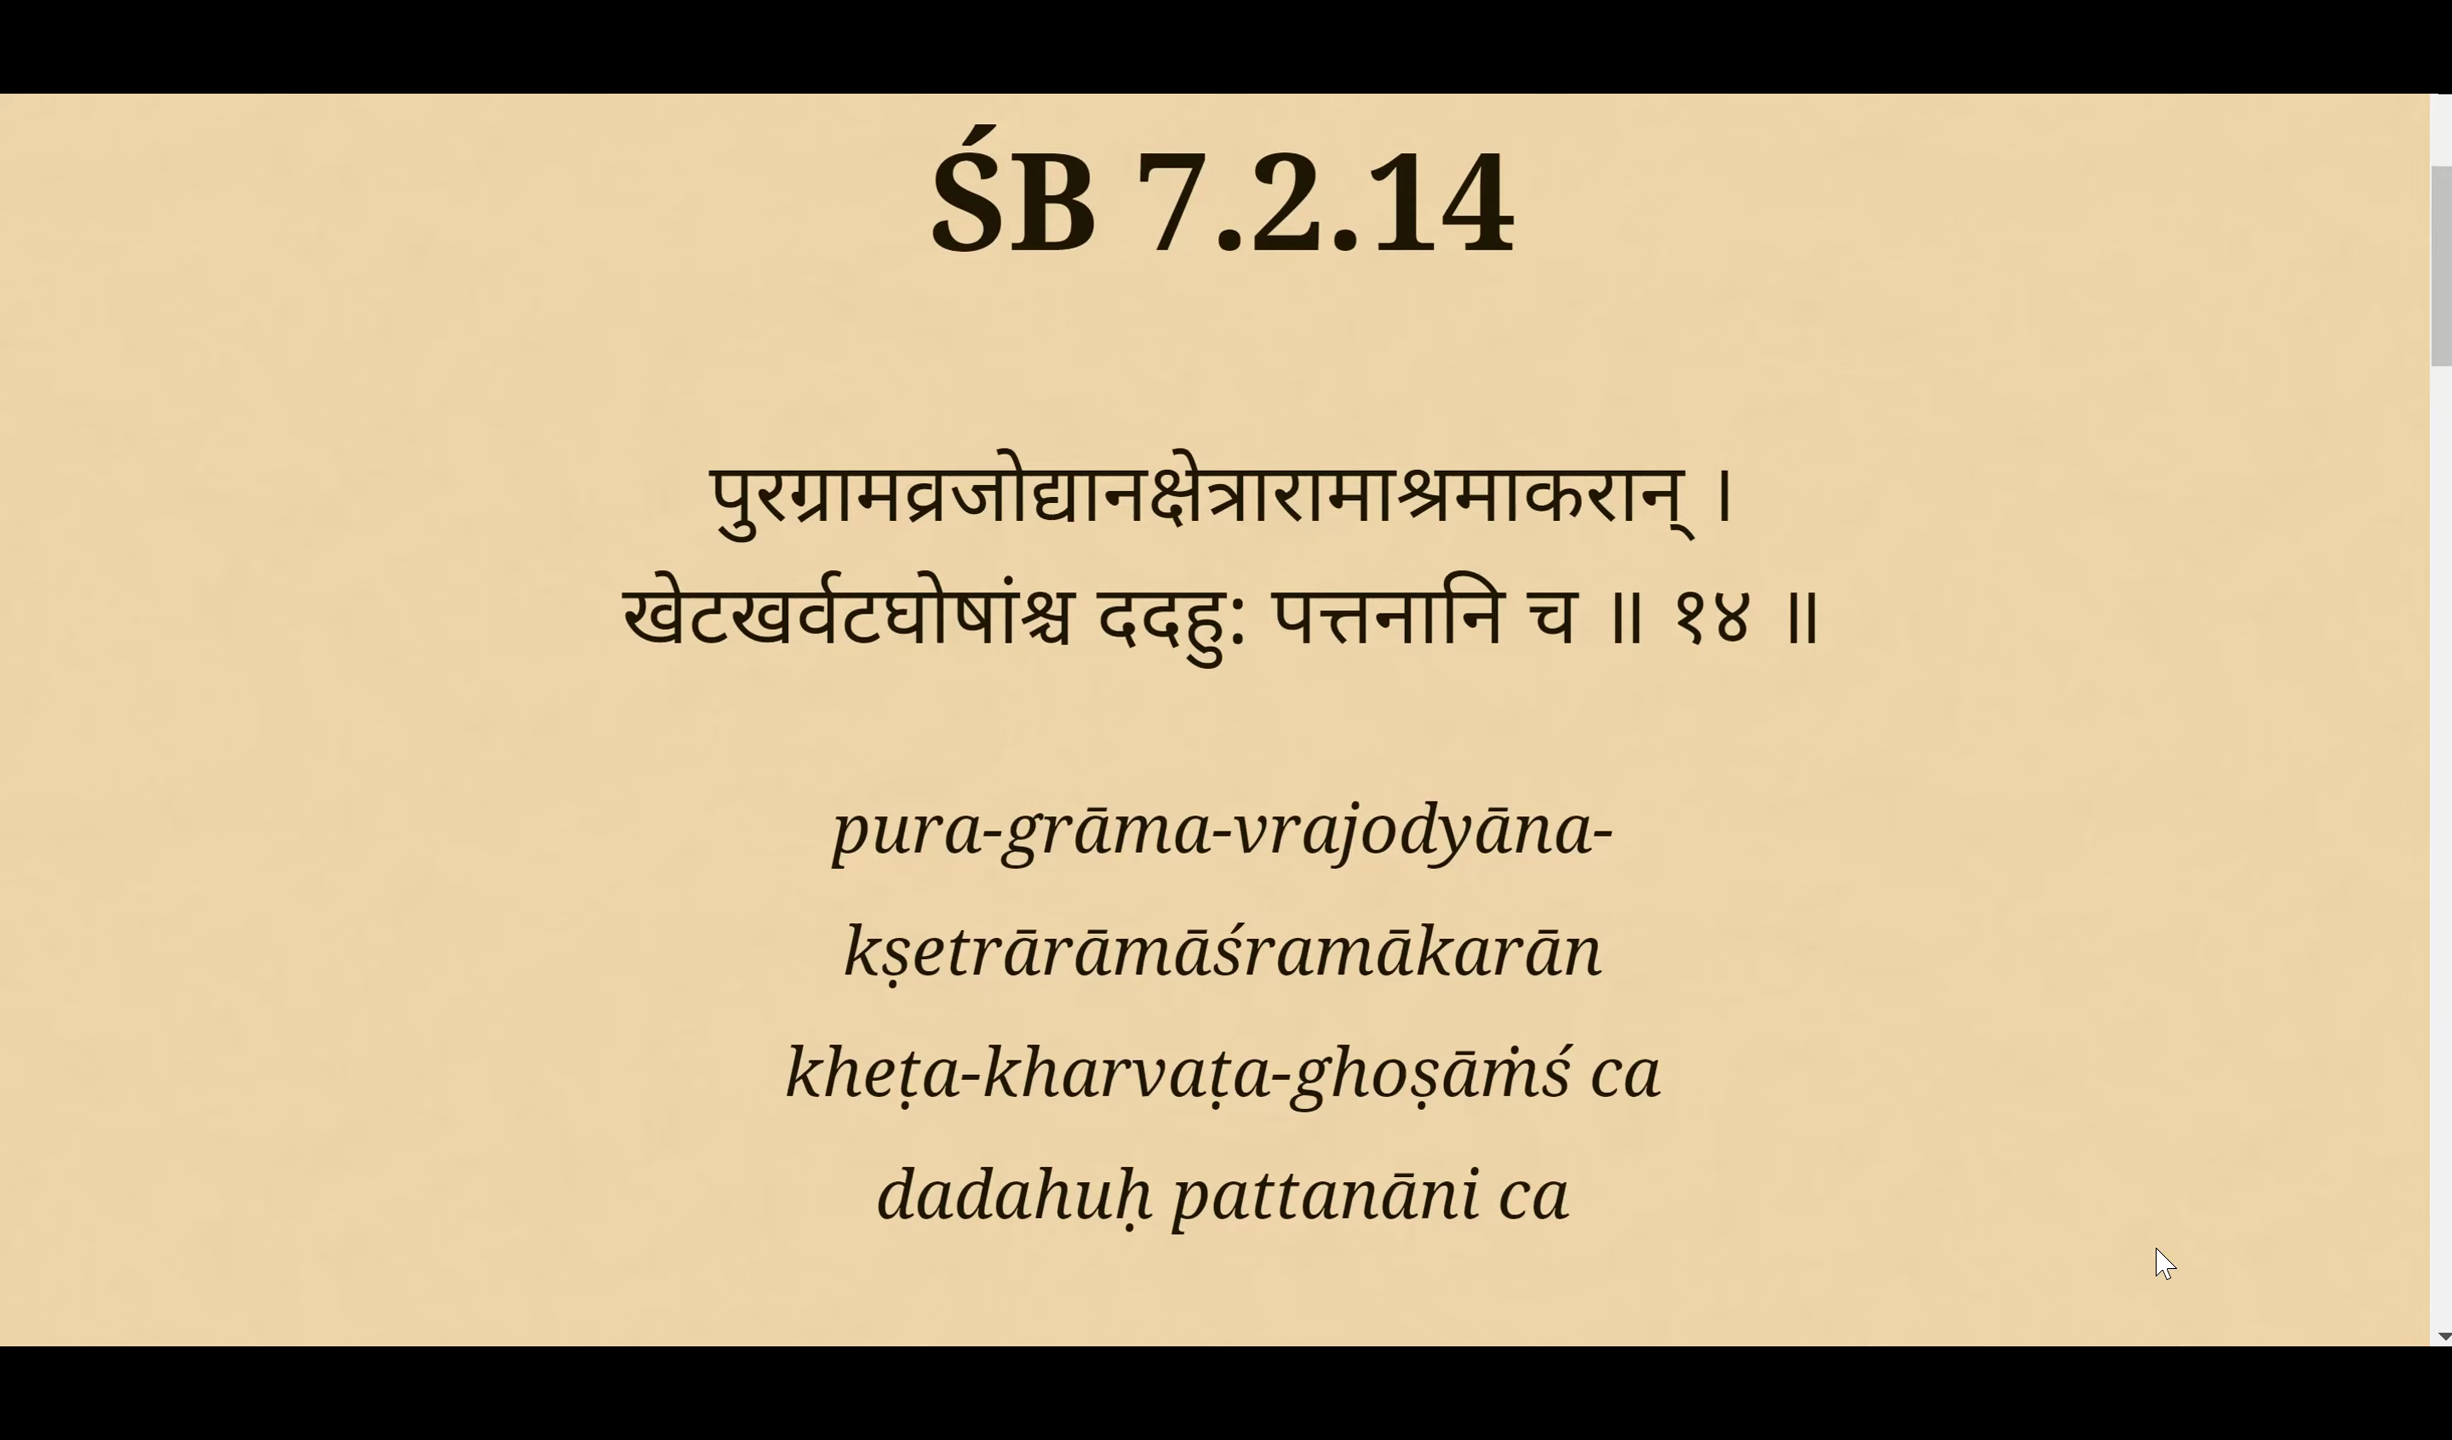 ŚB 7.2.14
पुरग्रामव्रजोद्यानक्षेत्रारामाश्रमाकरान् ।
खेटखर्वटघोषांश्च ददहु: पत्तनानि च ॥ १४ ॥
pura-grāma-vrajodyāna-
kṣetrārāmāśramākarān
kheṭa-kharvaṭa-ghoṣāṁś ca
dadahuḥ pattanāni ca